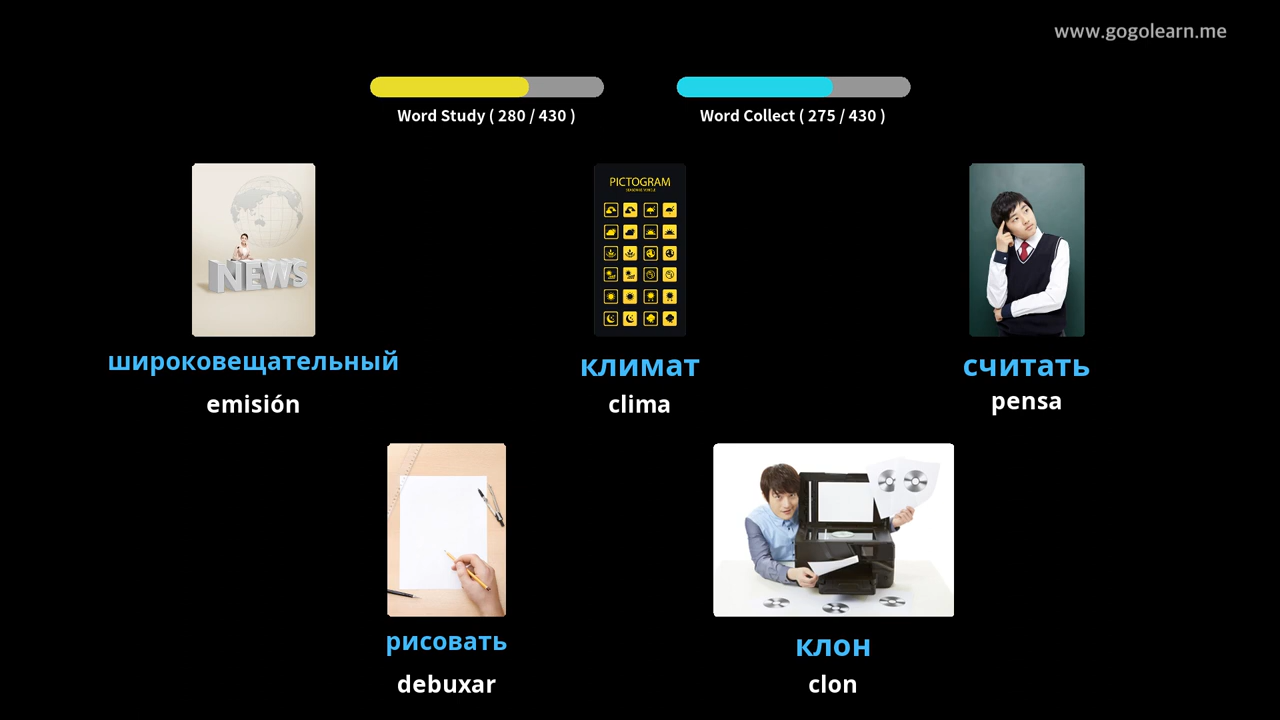 www.gogolearn.me
Word Study ( 280 / 430 )
Word Collect ( 275 / 430 )
NEWS
PICTOGRAM
широковещательный
климат
считать
emisión
clima
pensa
рисовать
клон
debuxar
clon